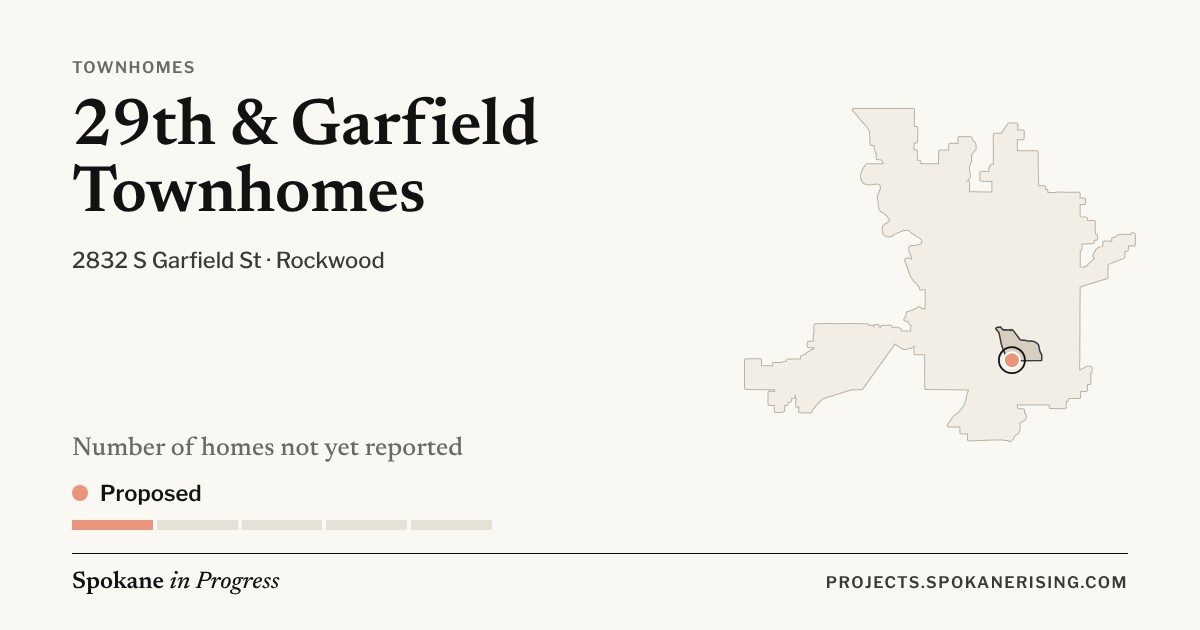 TOWNHOMES
29th & Garfield
Townhomes
2832 S Garfield St · Rockwood
Number of homes not yet reported
Proposed
Spokane in Progress
PROJECTS.SPOKANERISING.COM